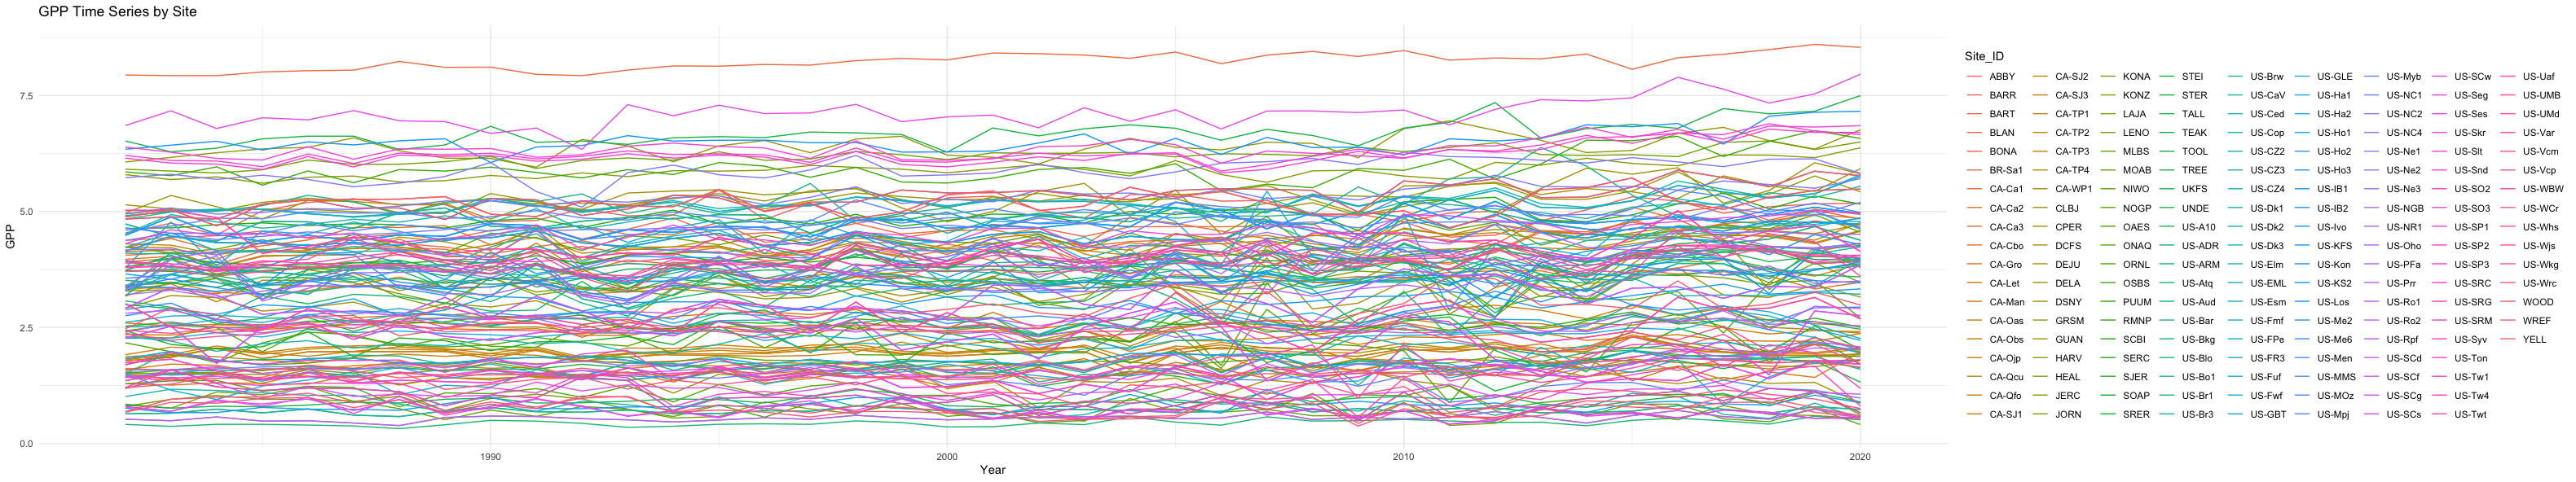 GPP Time Series by Site
GPP
7.5
5.0
2.5
0.0
1990
2000
2010
2020
Year
Site_ID
ABBY CA-SJ2 KONA STEI US-Brw US-GLE US-Myb US-SCw US-Uaf
BARR CA-SJ3 KONZ STER US-CaV US-Ha1 US-NC1 US-Seg US-UMB
BART CA-TP1 LAJA TALL US-Ced US-Ha2 US-NC2 US-Ses US-UMd
BLAN CA-TP2 LENO TEAK US-Cop US-Ho1 US-NC4 US-Skr US-Var
BONA CA-TP3 MLBS TOOL US-CZ2 US-Ho2 US-Ne1 US-Slt US-Vcm
BR-Sa1 CA-TP4 MOAB TREE US-CZ3 US-Ho3 US-Ne2 US-Snd US-Vcp
CA-Ca1 CA-WP1 NIWO UKFS US-CZ4 US-IB1 US-Ne3 US-SO2 US-WBW
CA-Ca2 CLBJ NOGP UNDE US-Dk1 US-IB2 US-NGB US-SO3 US-WCr
CA-Ca3 CPER OAES US-A10 US-Dk2 US-Ivo US-NR1 US-SP1 US-Whs
CA-Cbo DCFS ONAQ US-ADR US-Dk3 US-KFS US-Oho US-SP2 US-Wjs
CA-Gro DEJU ORNL US-ARM US-Elm US-Kon US-PFa US-SP3 US-Wkg
CA-Let DELA OSBS US-Atq US-EML US-KS2 US-Prr US-SRC US-Wrc
CA-Man DSNY PUUM US-Aud US-Esm US-Los US-Ro1 US-SRG WOOD
CA-Oas GRSM RMNP US-Bar US-Fmf US-Me2 US-Ro2 US-SRM WREF
CA-Obs GUAN SCBI US-Bkg US-FPe US-Me6 US-Rpf US-Syv YELL
CA-Ojp HARV SERC US-Blo US-FR3 US-Men US-SCd US-Ton
CA-Qcu HEAL SJER US-Bo1 US-Fuf US-MMS US-SCf US-Tw1
CA-Qfo JERC SOAP US-Br1 US-Fwf US-MOz US-SCg US-Tw4
CA-SJ1 JORN SRER US-Br3 US-GBT US-Mpj US-SCs US-Twt